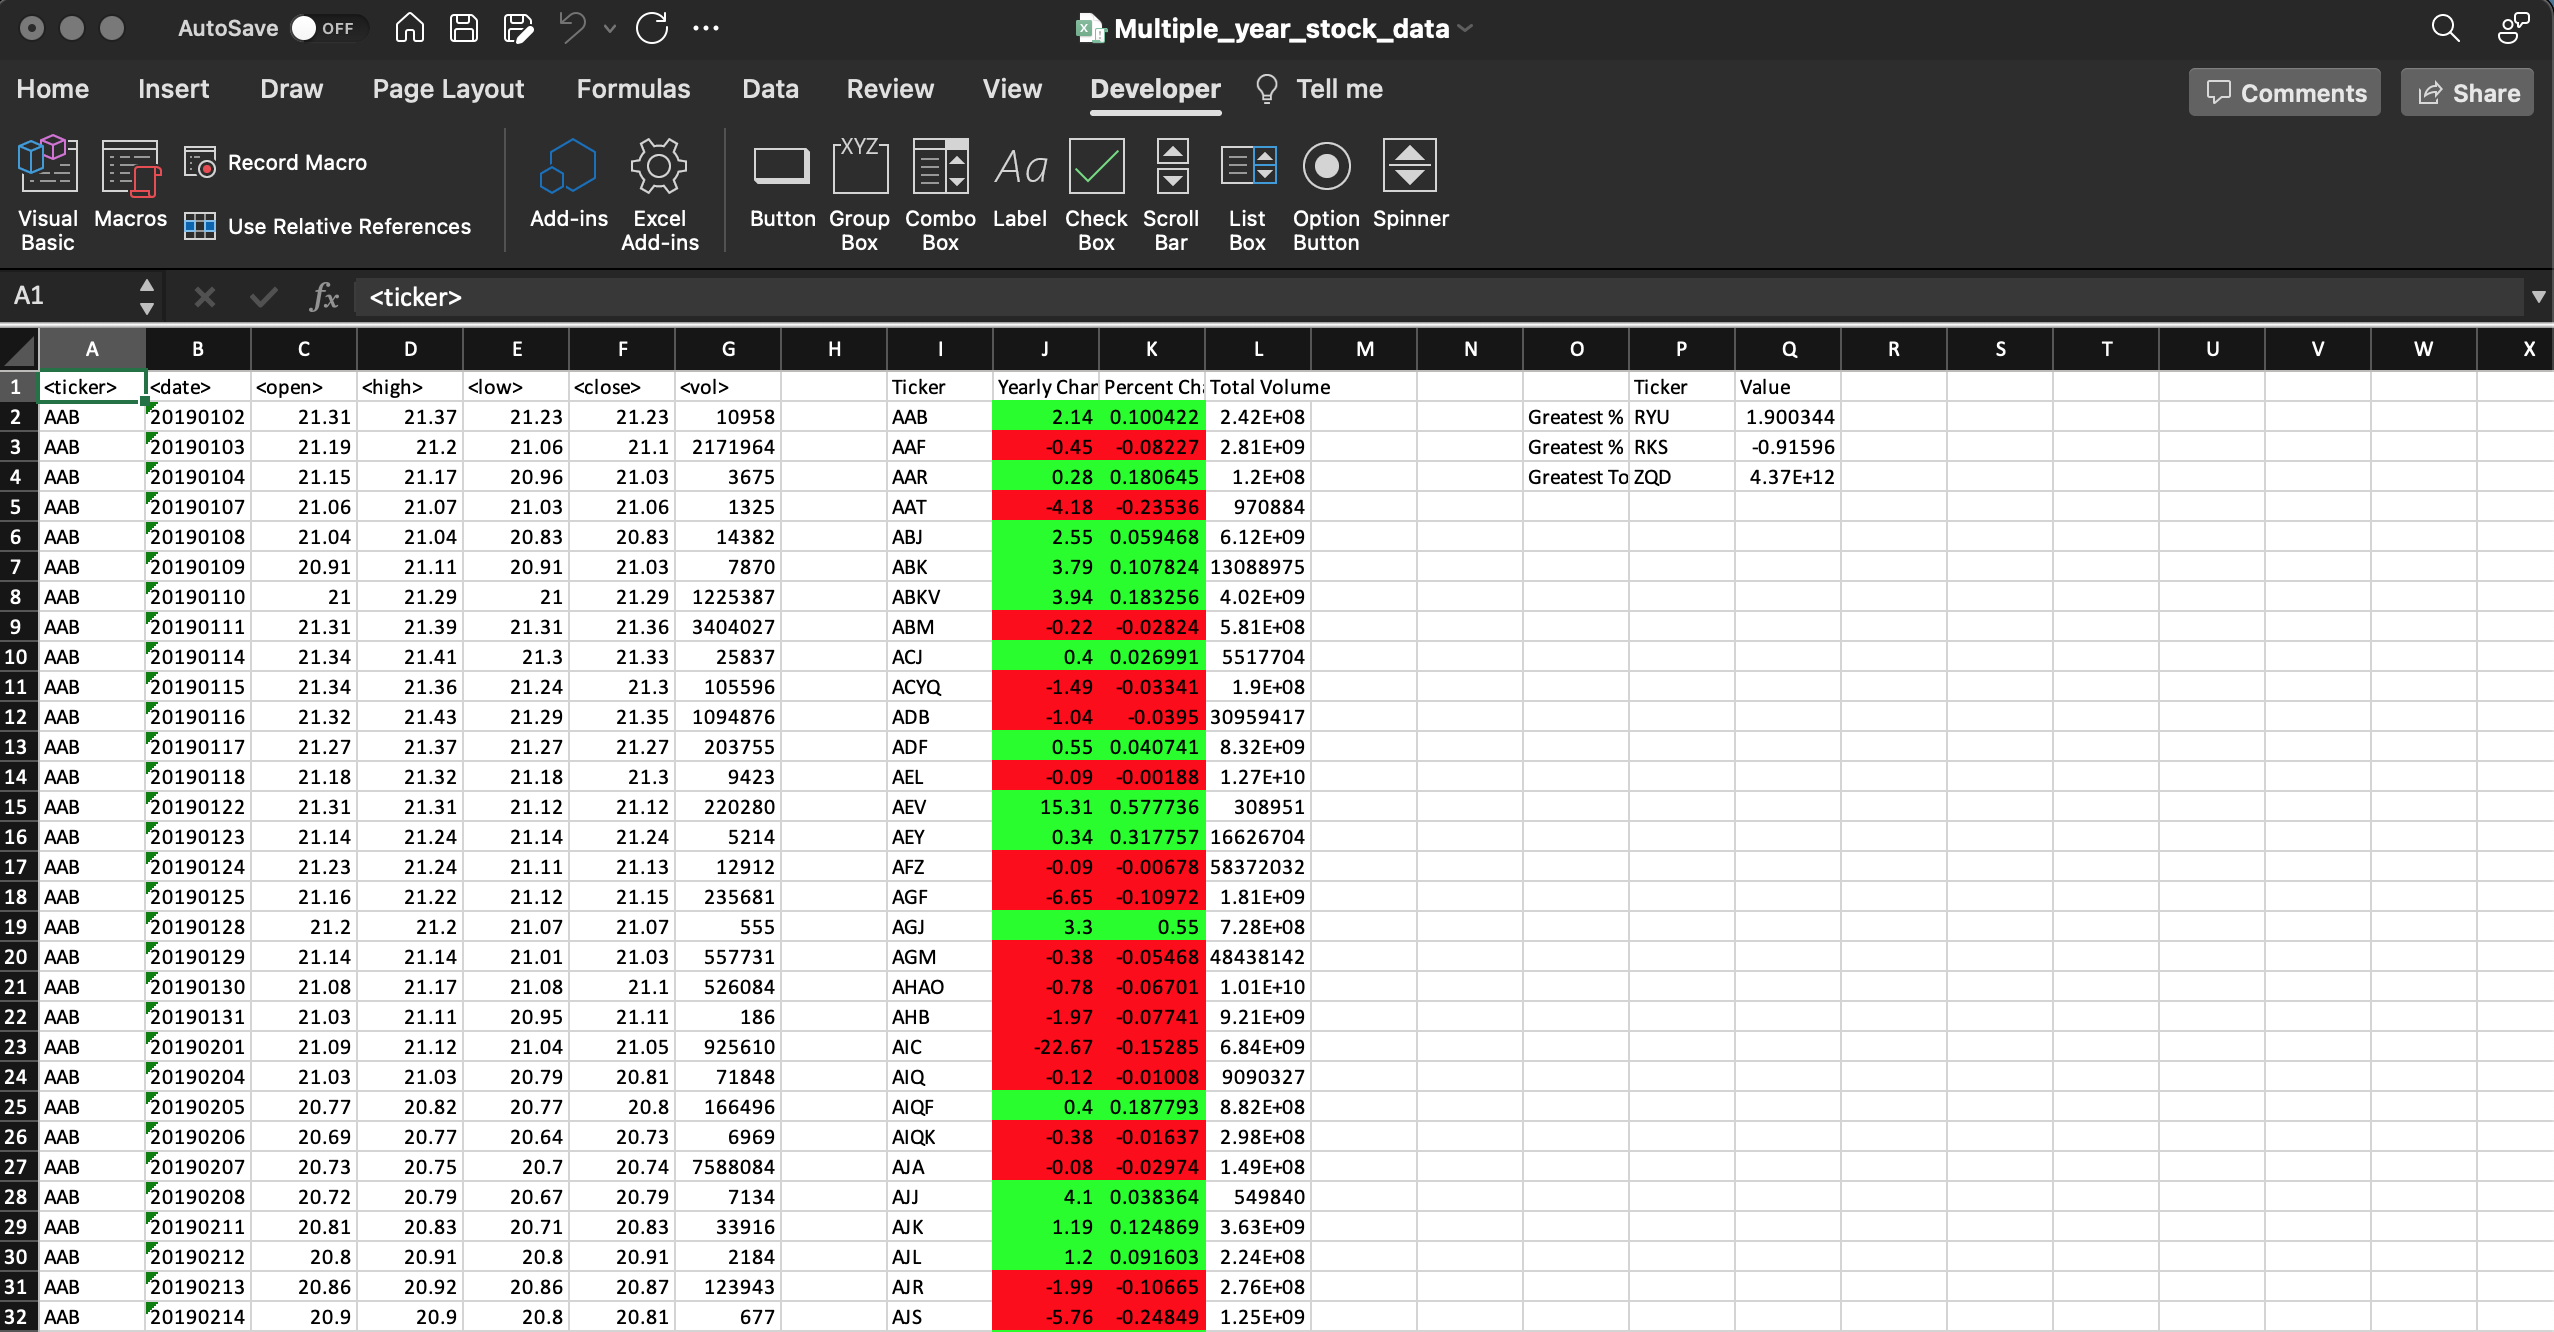 AutoSave OFF Multiple_year_stock_data
Home Insert Draw Page Layout Formulas Data Review View Developer Tell me Comments Share
Visual Basic Macros Record Macro Use Relative References Add-ins Excel Add-ins Button XYZ Group Box Combo Box Aa Label Check Box Scroll Bar List Box Option Button Spinner
A1 fx <ticker>
A B C D E F G H I J K L M N O P Q R S T U V W X
1 <ticker> <date> <open> <high> <low> <close> <vol> Ticker Yearly Char Percent Ch Total Volume Ticker Value
2 AAB 20190102 21.31 21.37 21.23 21.23 10958 AAB 2.14 0.100422 2.42E+08 Greatest % RYU 1.900344
3 AAB 20190103 21.19 21.2 21.06 21.1 2171964 AAF -0.45 -0.08227 2.81E+09 Greatest % RKS -0.91596
4 AAB 20190104 21.15 21.17 20.96 21.03 3675 AAR 0.28 0.180645 1.2E+08 Greatest To ZQD 4.37E+12
5 AAB 20190107 21.06 21.07 21.03 21.06 1325 AAT -4.18 -0.23536 970884
6 AAB 20190108 21.04 21.04 20.83 20.83 14382 ABJ 2.55 0.059468 6.12E+09
7 AAB 20190109 20.91 21.11 20.91 21.03 7870 ABK 3.79 0.107824 13088975
8 AAB 20190110 21 21.29 21 21.29 1225387 ABKV 3.94 0.183256 4.02E+09
9 AAB 20190111 21.31 21.39 21.31 21.36 3404027 ABM -0.22 -0.02824 5.81E+08
10 AAB 20190114 21.34 21.41 21.3 21.33 25837 ACJ 0.4 0.026991 5517704
11 AAB 20190115 21.34 21.36 21.24 21.3 105596 ACYQ -1.49 -0.03341 1.9E+08
12 AAB 20190116 21.32 21.43 21.29 21.35 1094876 ADB -1.04 -0.0395 30959417
13 AAB 20190117 21.27 21.37 21.27 21.27 203755 ADF 0.55 0.040741 8.32E+09
14 AAB 20190118 21.18 21.32 21.18 21.3 9423 AEL -0.09 -0.00188 1.27E+10
15 AAB 20190122 21.31 21.31 21.12 21.12 220280 AEV 15.31 0.577736 308951
16 AAB 20190123 21.14 21.24 21.14 21.24 5214 AEY 0.34 0.317757 16626704
17 AAB 20190124 21.23 21.24 21.11 21.13 12912 AFZ -0.09 -0.00678 58372032
18 AAB 20190125 21.16 21.22 21.12 21.15 235681 AGF -6.65 -0.10972 1.81E+09
19 AAB 20190128 21.2 21.2 21.07 21.07 555 AGJ 3.3 0.55 7.28E+08
20 AAB 20190129 21.14 21.14 21.01 21.03 557731 AGM -0.38 -0.05468 48438142
21 AAB 20190130 21.08 21.17 21.08 21.1 526084 AHAO -0.78 -0.06701 1.01E+10
22 AAB 20190131 21.03 21.11 20.95 21.11 186 AHB -1.97 -0.07741 9.21E+09
23 AAB 20190201 21.09 21.12 21.04 21.05 925610 AIC -22.67 -0.15285 6.84E+09
24 AAB 20190204 21.03 21.03 20.79 20.81 71848 AIQ -0.12 -0.01008 9090327
25 AAB 20190205 20.77 20.82 20.77 20.8 166496 AIQF 0.4 0.187793 8.82E+08
26 AAB 20190206 20.69 20.77 20.64 20.73 6969 AIQK -0.38 -0.01637 2.98E+08
27 AAB 20190207 20.73 20.75 20.7 20.74 7588084 AJA -0.08 -0.02974 1.49E+08
28 AAB 20190208 20.72 20.79 20.67 20.79 7134 AJJ 4.1 0.038364 549840
29 AAB 20190211 20.81 20.83 20.71 20.83 33916 AJK 1.19 0.124869 3.63E+09
30 AAB 20190212 20.8 20.91 20.8 20.91 2184 AJL 1.2 0.091603 2.24E+08
31 AAB 20190213 20.86 20.92 20.86 20.87 123943 AJR -1.99 -0.10665 2.76E+08
32 AAB 20190214 20.9 20.9 20.8 20.81 677 AJS -5.76 -0.24849 1.25E+09